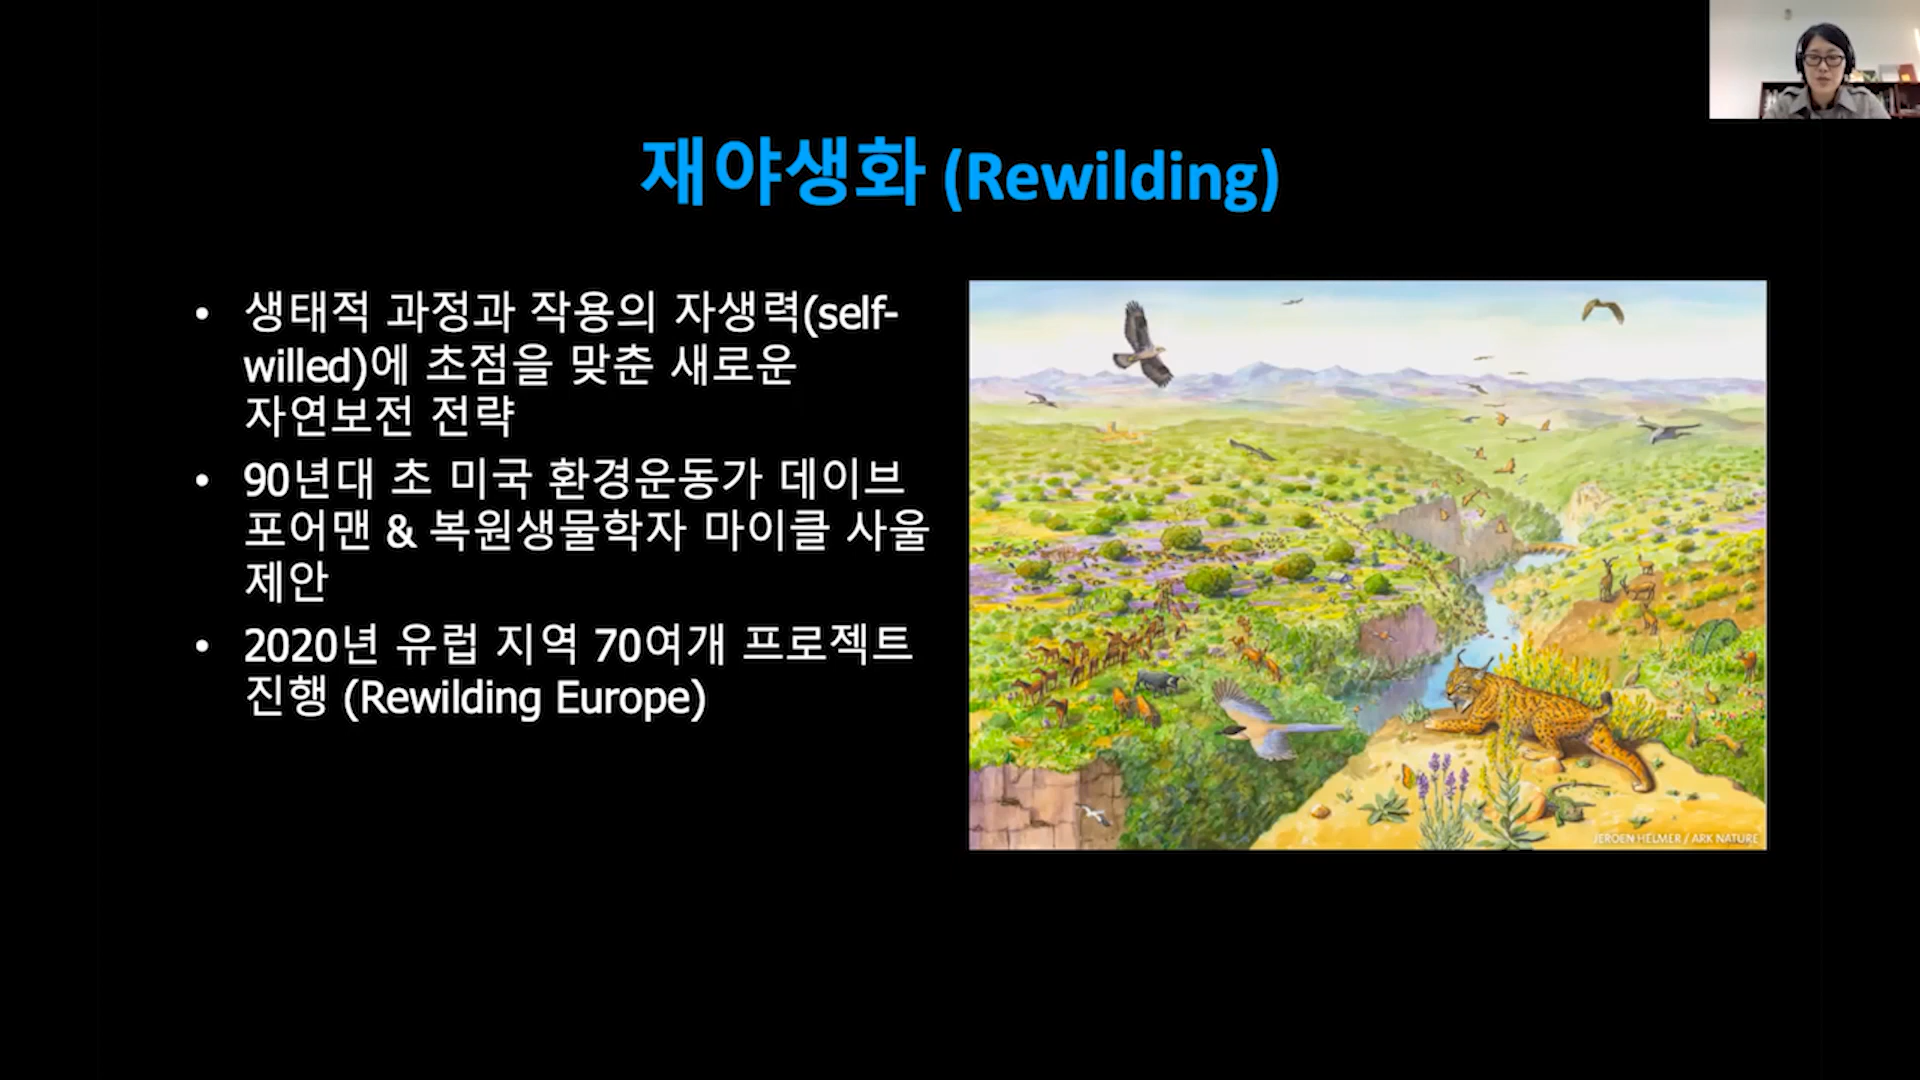 재야생화 (Rewilding)
• 생태적 과정과 작용의 자생력(self-
willed)에 초점을 맞춘 새로운
자연보전 전략
• 90년대 초 미국 환경운동가 데이브
포어맨 & 복원생물학자 마이클 사울
제안
• 2020년 유럽 지역 70여개 프로젝트
진행 (Rewilding Europe)
JEROEN HELMER / ARK NATURE